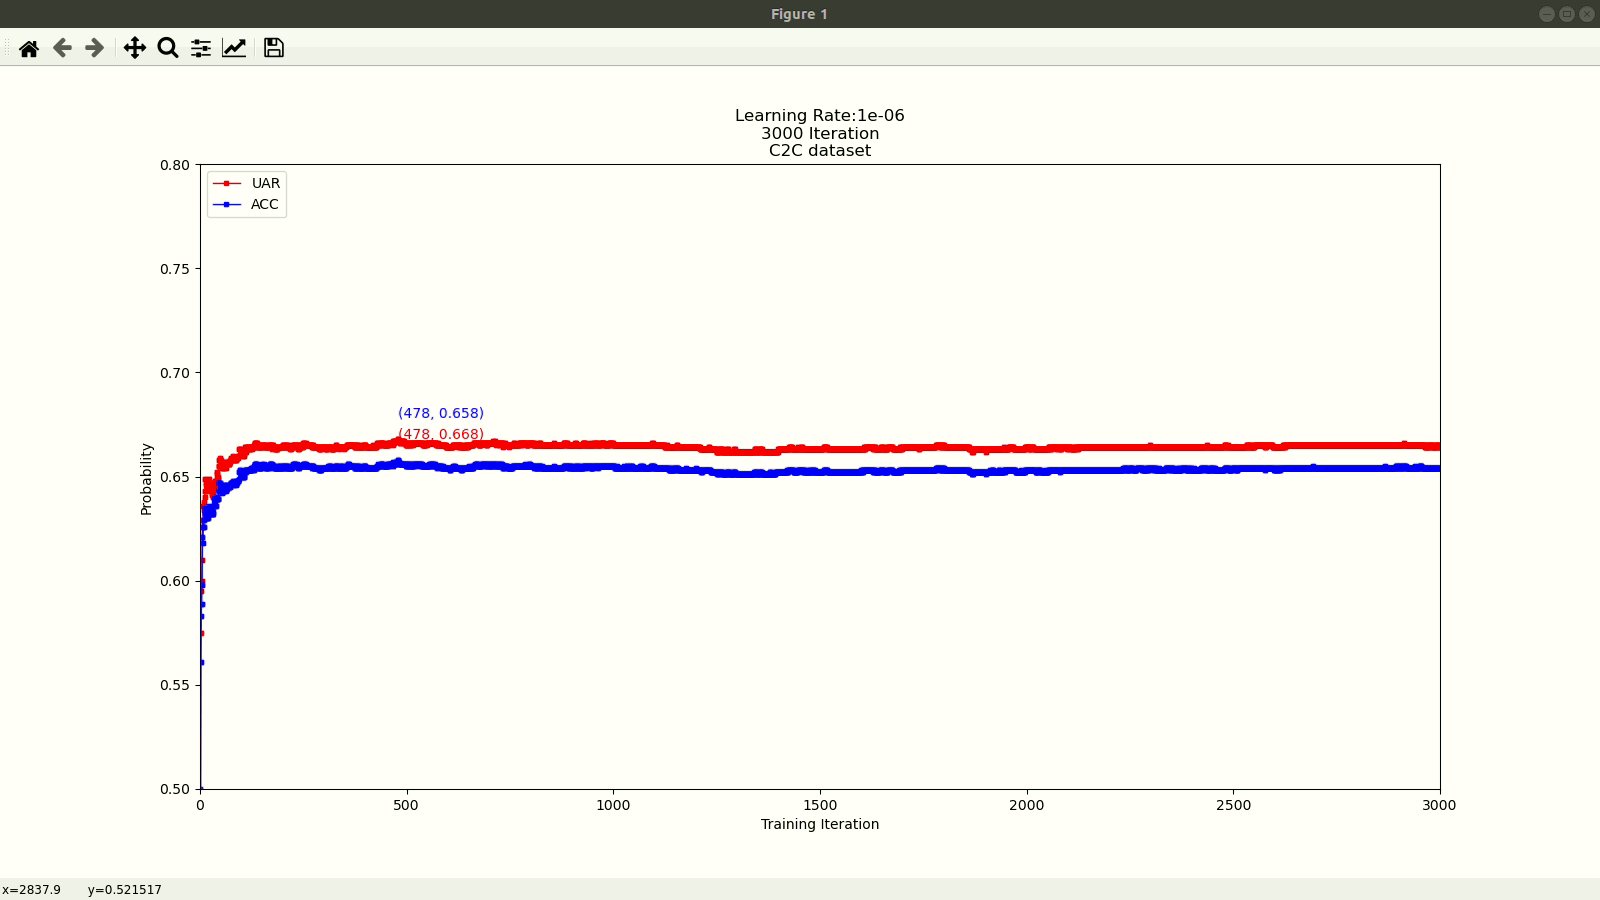 Figure 1
Learning Rate:1e-06
3000 Iteration
C2C dataset
UAR
ACC
0.80
0.75
0.70
0.65
0.60
0.55
0.50
Probability
(478, 0.658)
(478, 0.668)
0 500 1000 1500 2000 2500 3000
Training Iteration
x=2837.9 y=0.521517